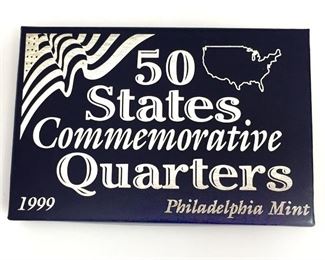 50
States
Commemorative
Quarters
1999 Philadelphia Mint